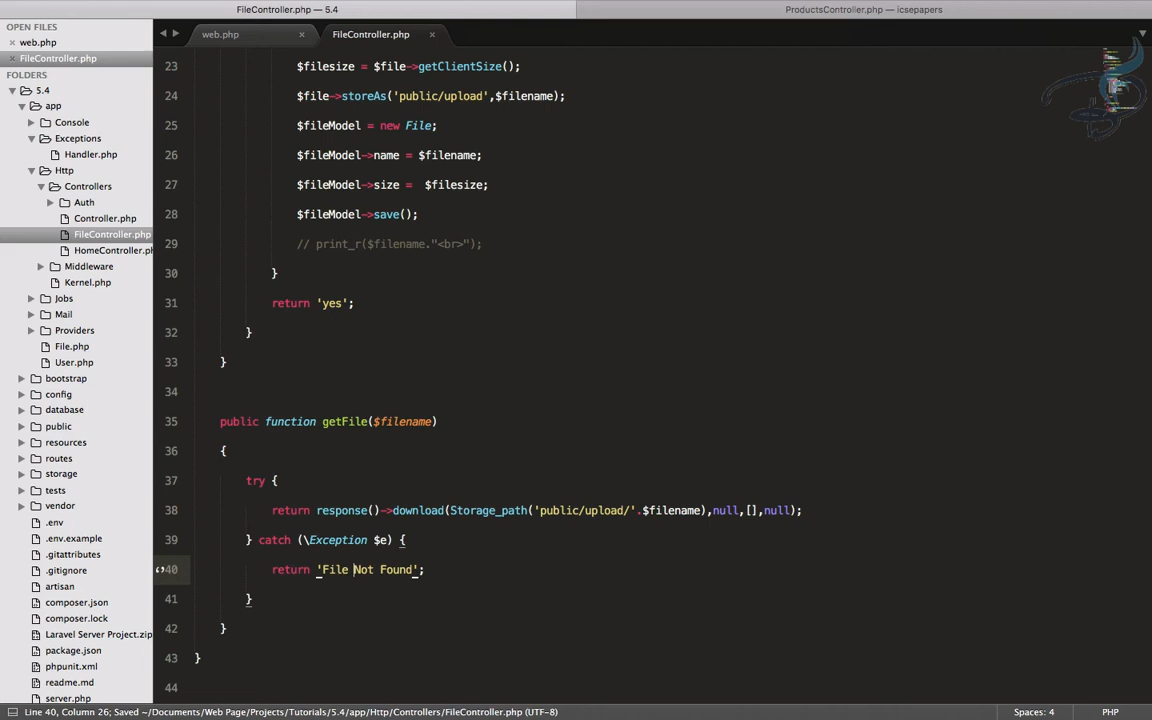 FileController.php — 5.4
ProductsController.php — icsepapers
OPEN FILES
web.php
FileController.php
FOLDERS
5.4
app
Console
Exceptions
Handler.php
Http
Controllers
Auth
Controller.php
FileController.php
HomeController.ph
Middleware
Kernel.php
Jobs
Mail
Providers
File.php
User.php
bootstrap
config
database
public
resources
routes
storage
tests
vendor
.env
.env.example
.gitattributes
.gitignore
artisan
composer.json
composer.lock
Laravel Server Project.zip
package.json
phpunit.xml
readme.md
server.php
web.php
FileController.php
23 $filesize = $file->getClientSize();
24 $file->storeAs('public/upload',$filename);
25 $fileModel = new File;
26 $fileModel->name = $filename;
27 $fileModel->size =  $filesize;
28 $fileModel->save();
29 // print_r($filename."<br>");
30 }
31 return 'yes';
32 }
33 }
34
35 public function getFile($filename)
36 {
37 try {
38 return response()->download(Storage_path('public/upload/'.$filename),null,[],null);
39 } catch (\Exception $e) {
40 return 'File Not Found';
41 }
42 }
43 }
44
Line 40, Column 26; Saved ~/Documents/Web Page/Projects/Tutorials/5.4/app/Http/Controllers/FileController.php (UTF-8)
Spaces: 4
PHP